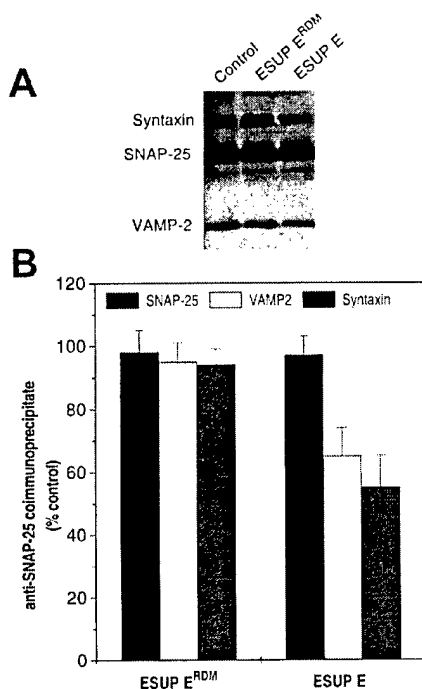 Control ESUP E^RDM ESUP E
A
Syntaxin
SNAP-25
VAMP-2
B
120
SNAP-25 VAMP2 Syntaxin
100
80
60
40
20
0
anti-SNAP-25 coimmunoprecipitate
(% control)
ESUP E^RDM ESUP E